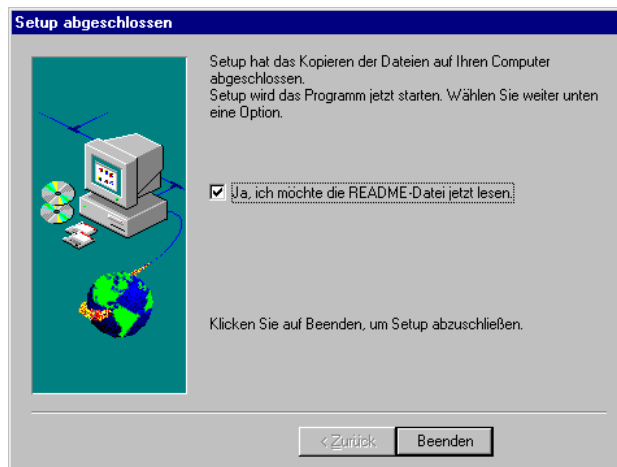 Setup abgeschlossen
Setup hat das Kopieren der Dateien auf Ihren Computer
abgeschlossen.
Setup wird das Programm jetzt starten. Wählen Sie weiter unten
eine Option.
Ja, ich möchte die README-Datei jetzt lesen.
Klicken Sie auf Beenden, um Setup abzuschließen.
< Zurück
Beenden